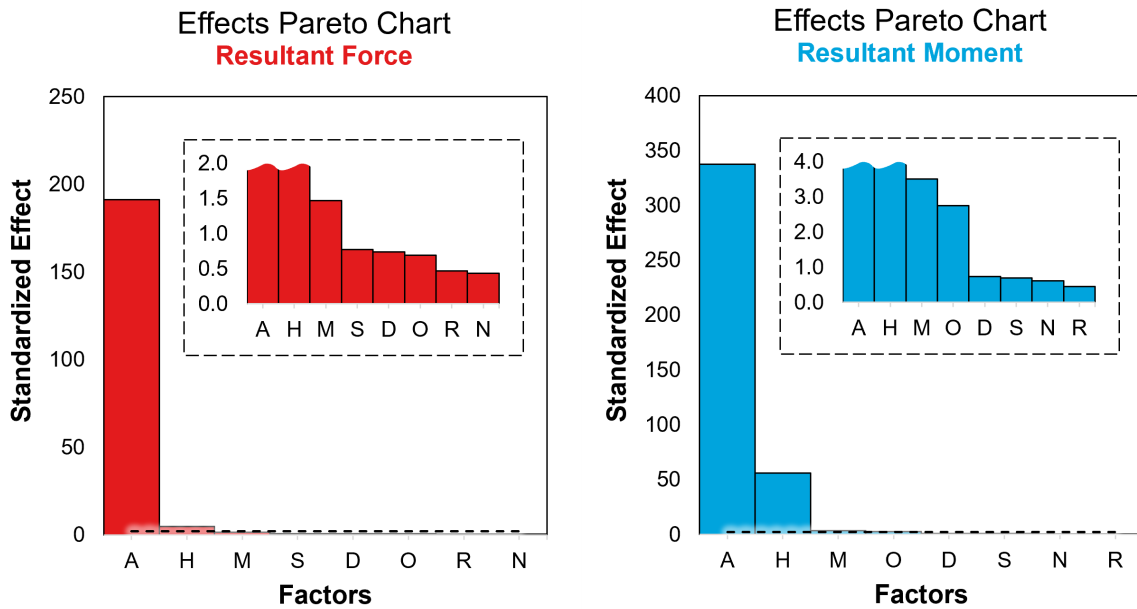 Effects Pareto Chart
Resultant Force
Standardized Effect
250
200
150
100
50
0
2.0
1.5
1.0
0.5
0.0
A H M S D O R N
A H M S D O R N
Factors
Effects Pareto Chart
Resultant Moment
Standardized Effect
400
350
300
250
200
150
100
50
0
4.0
3.0
2.0
1.0
0.0
A H M O D S N R
A H M O D S N R
Factors